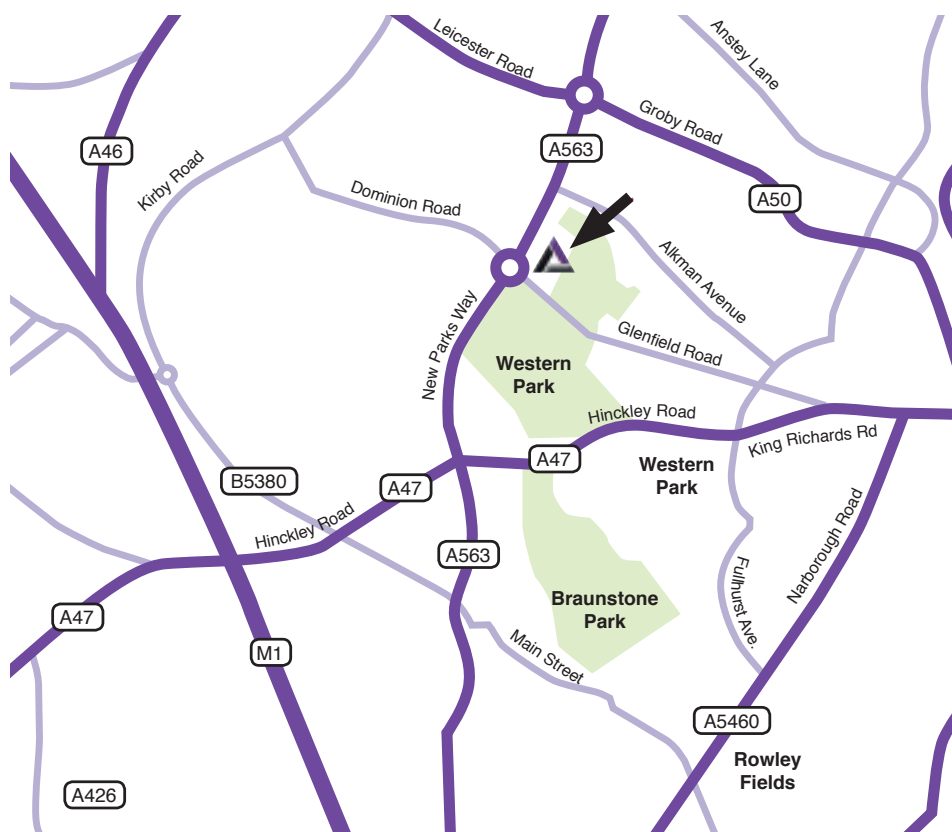 Leicester Road
Anstey Lane
Groby Road
A46
A563
Kirby Road
Dominion Road
A50
Alkman Avenue
New Parks Way
Glenfield Road
Western
Park
Hinckley Road
King Richards Rd
A47
Western
Park
B5380
A47
Hinckley Road
A563
Narborough Road
Fullhurst Ave.
Braunstone
Park
A47
M1
Main Street
A5460
Rowley
Fields
A426